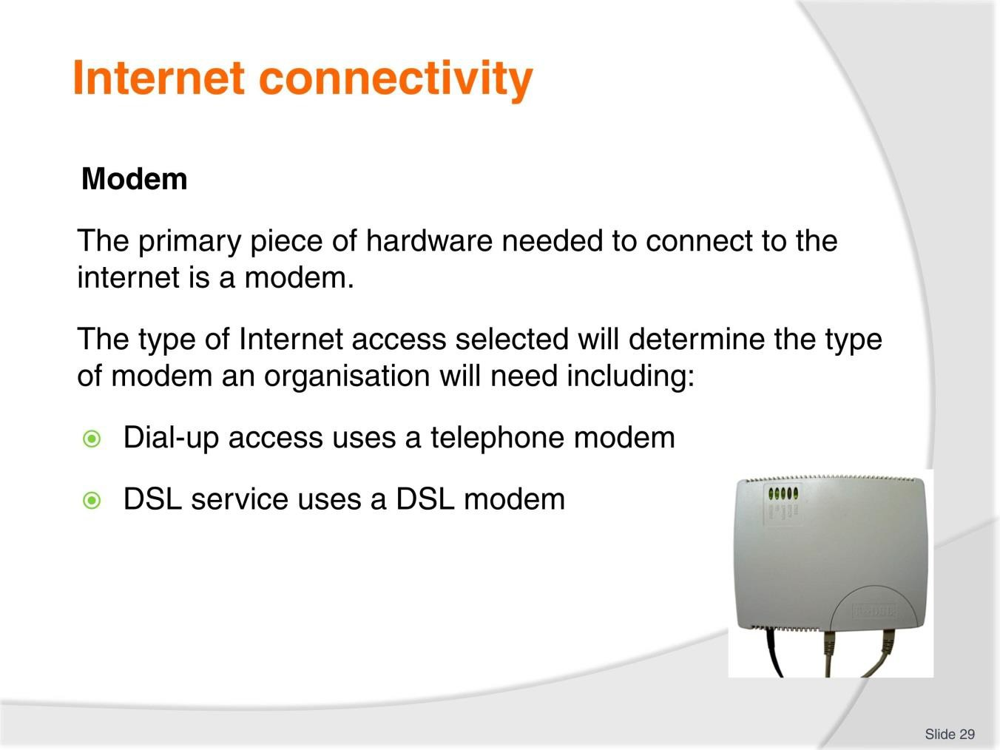 Internet connectivity
Modem
The primary piece of hardware needed to connect to the
internet is a modem.
The type of Internet access selected will determine the type
of modem an organisation will need including:
Dial-up access uses a telephone modem
DSL service uses a DSL modem
Slide 29